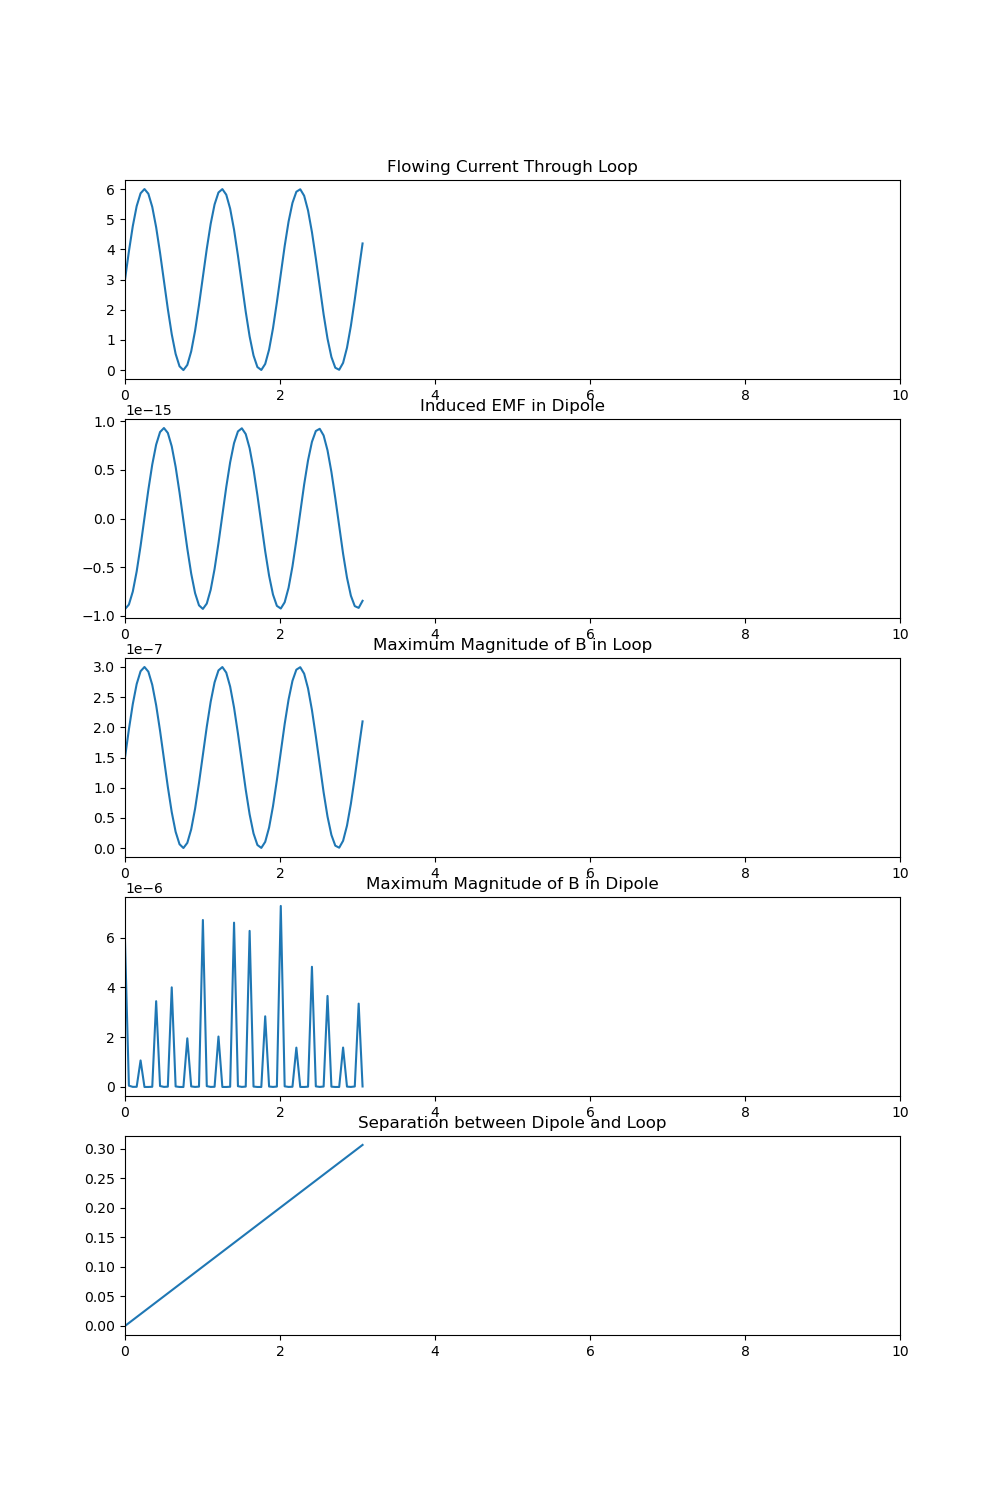 Flowing Current Through Loop
6
5
4
3
2
1
0
0 2 4 6 8 10
1e−15
Induced EMF in Dipole
1.0
0.5
0.0
−0.5
−1.0
0 2 4 6 8 10
1e−7
Maximum Magnitude of B in Loop
3.0
2.5
2.0
1.5
1.0
0.5
0.0
0 2 4 6 8 10
1e−6
Maximum Magnitude of B in Dipole
6
4
2
0
0 2 4 6 8 10
Separation between Dipole and Loop
0.30
0.25
0.20
0.15
0.10
0.05
0.00
0 2 4 6 8 10